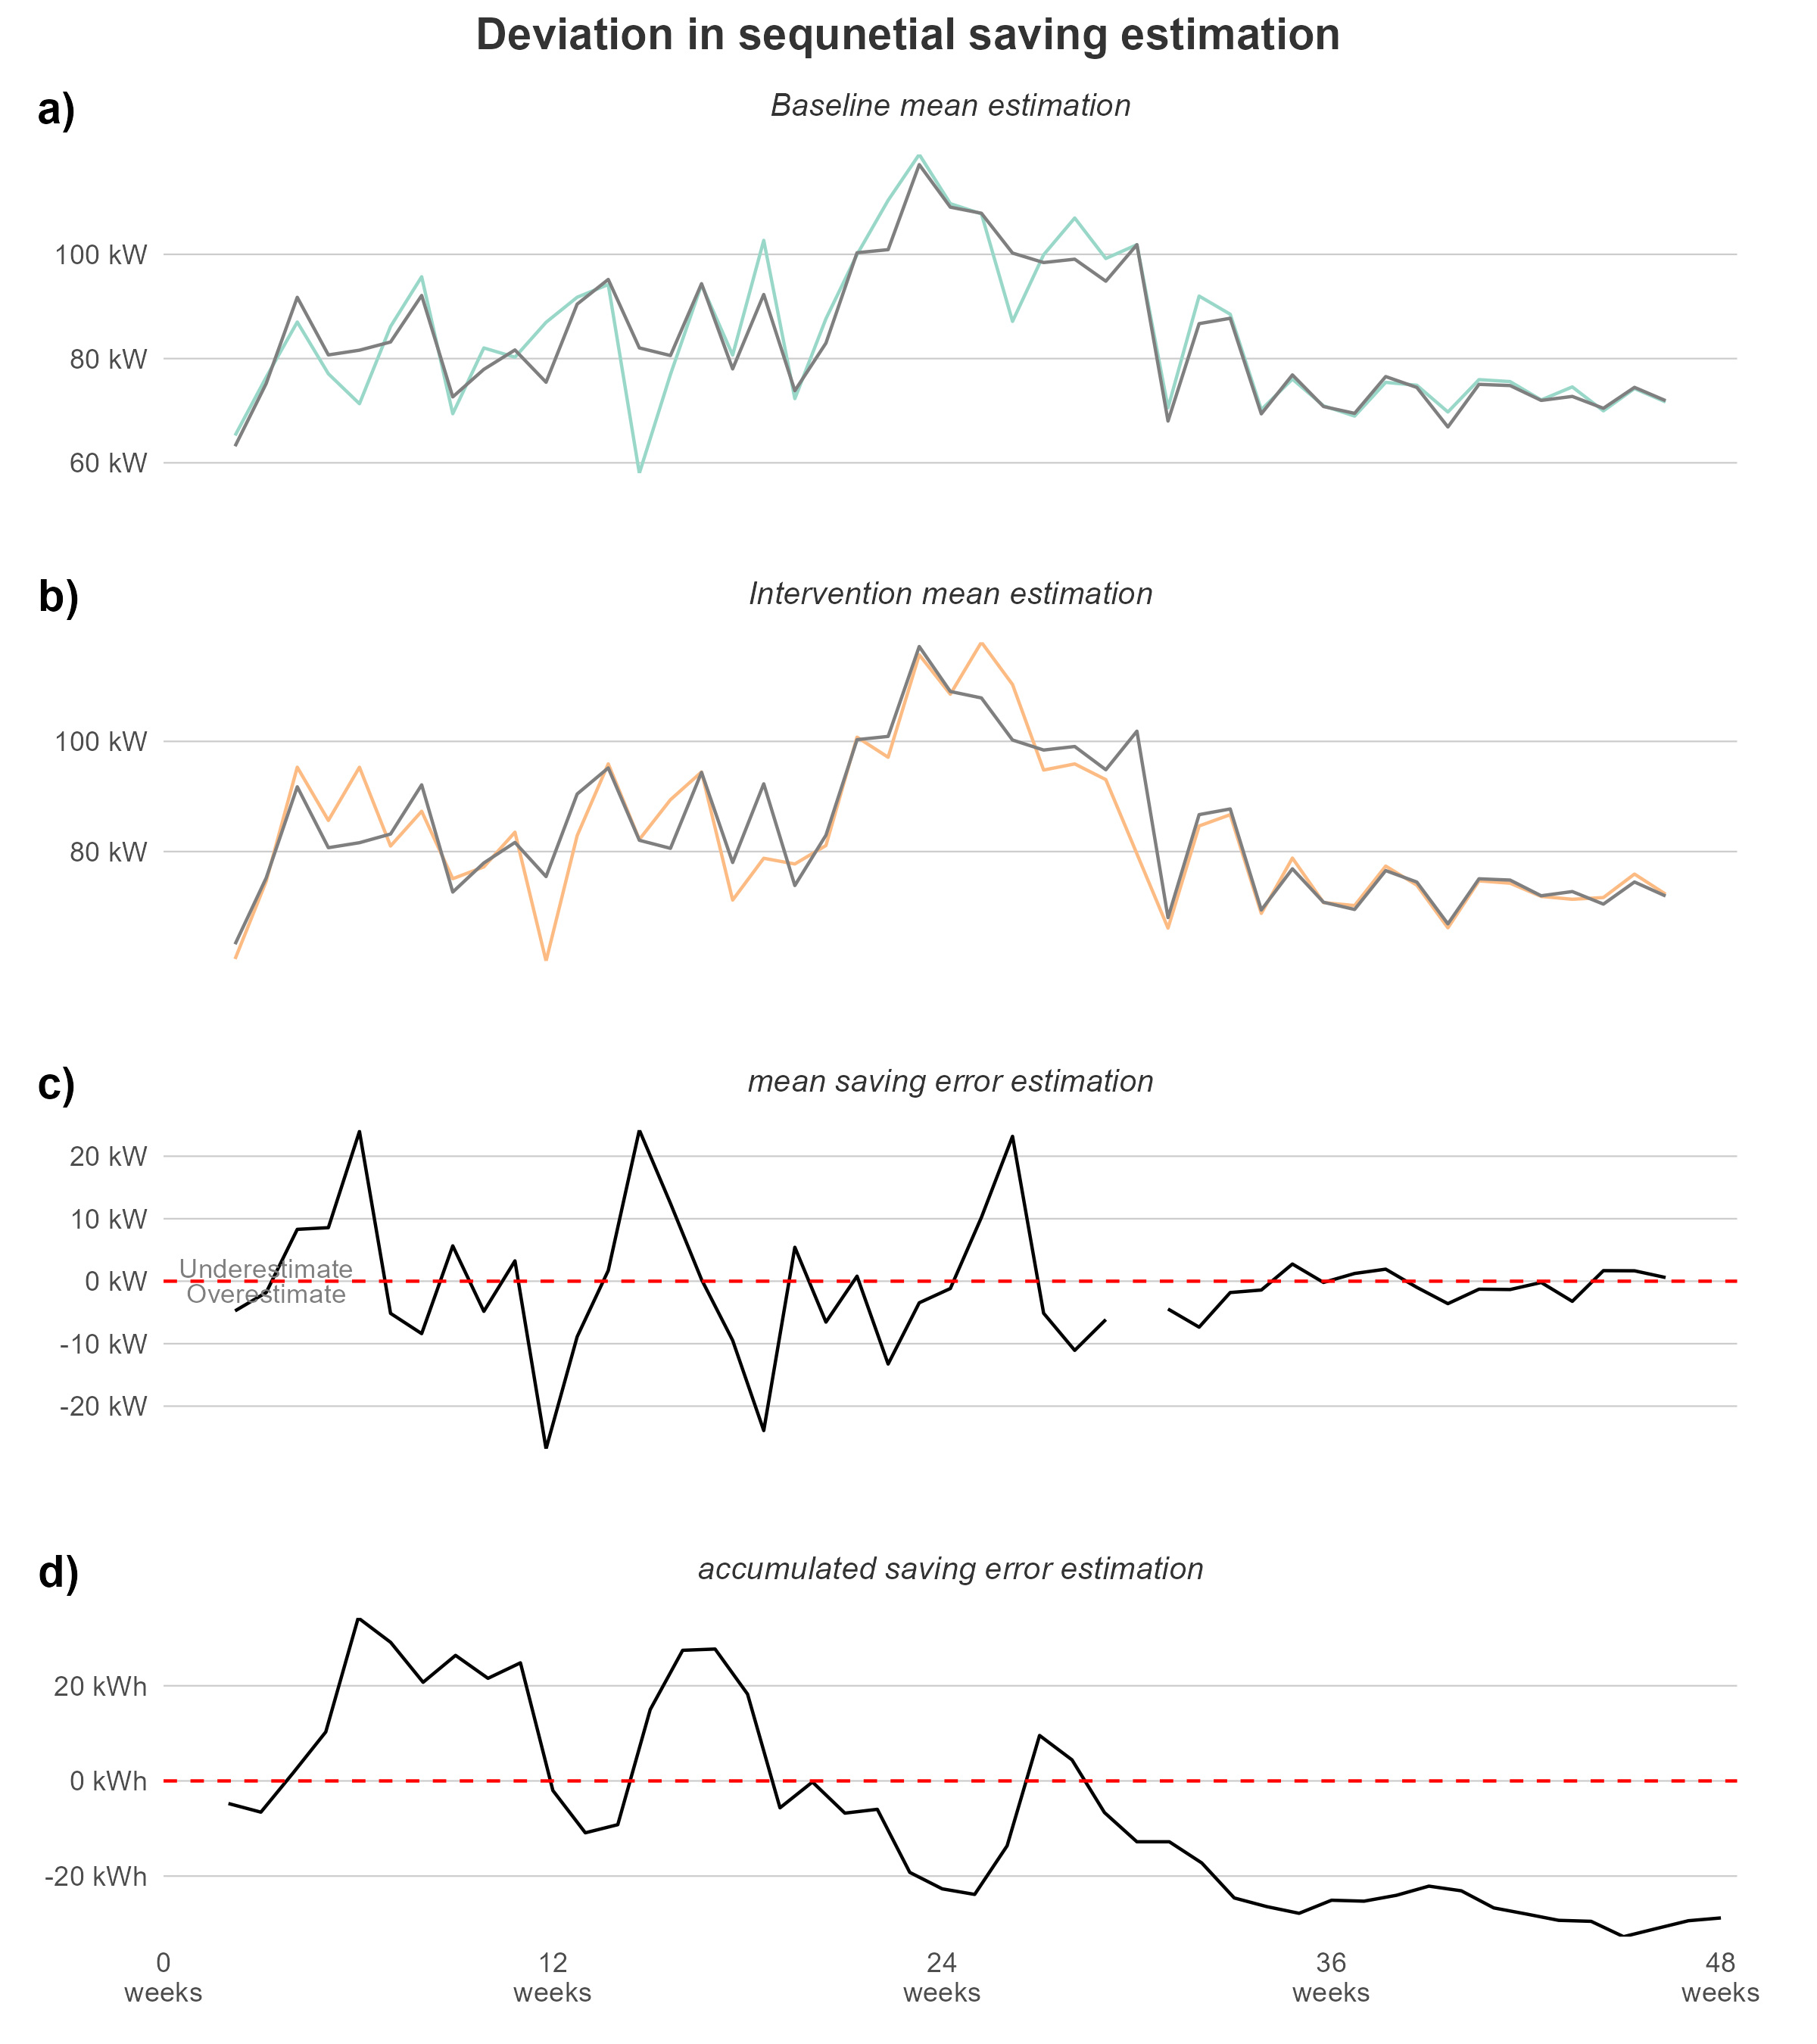 Deviation in sequnetial saving estimation
a)
Baseline mean estimation
100 kW
80 kW
60 kW
b)
Intervention mean estimation
100 kW
80 kW
c)
mean saving error estimation
20 kW
10 kW
Underestimate
0 kW
Overestimate
-10 kW
-20 kW
d)
accumulated saving error estimation
20 kWh
0 kWh
-20 kWh
0 12 24 36 48
weeks weeks weeks weeks weeks